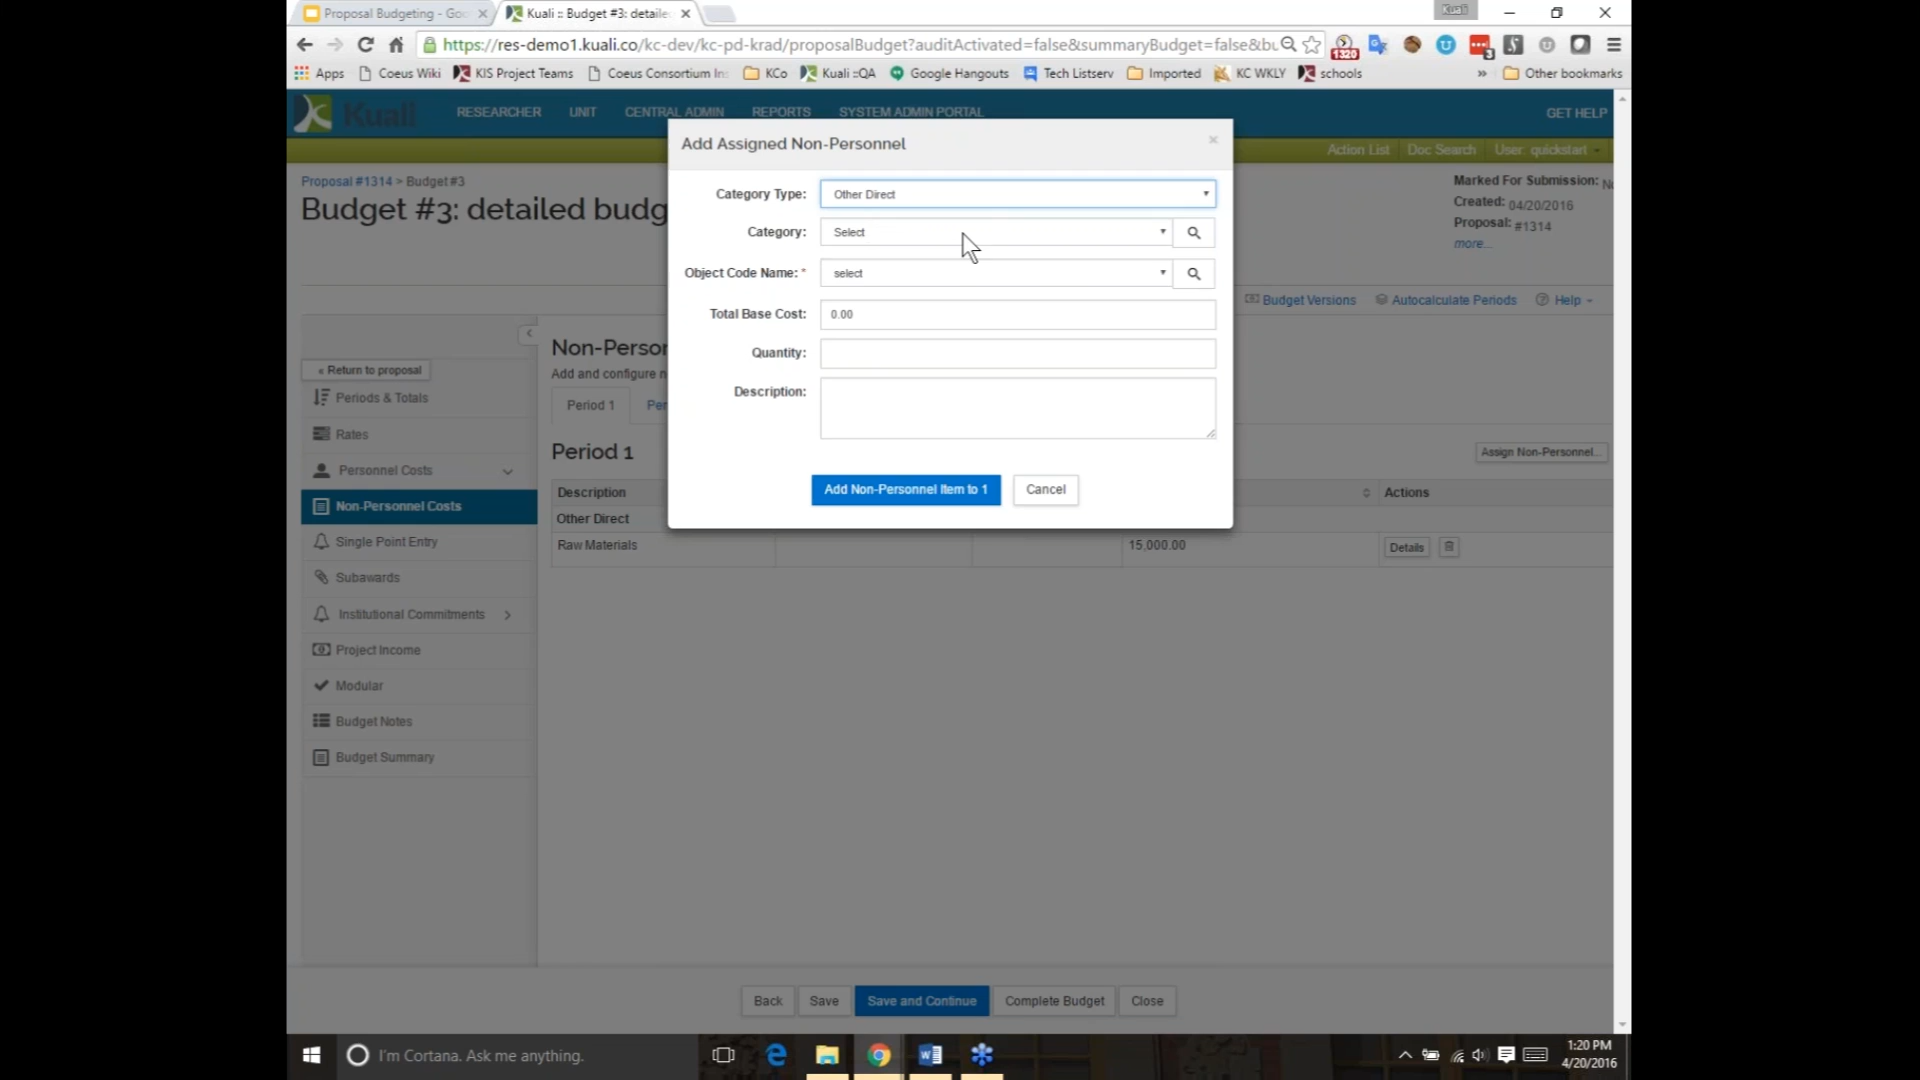 Proposal Budgeting - Goo
Kuali :: Budget #3: detaile
Kuali
https://res-demo1.kuali.co/kc-dev/kc-pd-krad/proposalBudget?auditActivated=false&summaryBudget=false&bu
1320
3
Apps
Coeus Wiki
KIS Project Teams
Coeus Consortium In
KCo
Kuali ::QA
Google Hangouts
Tech Listserv
Imported
KC WKLY
schools
»
Other bookmarks
Kuali
RESEARCHER
UNIT
CENTRAL ADMIN
REPORTS
SYSTEM ADMIN PORTAL
GET HELP
Action List
Doc Search
User: quickstart
Proposal #1314 > Budget #3
Budget #3: detailed budg
Marked For Submission: No
Created: 04/20/2016
Proposal: #1314
more...
Budget Versions
Autocalculate Periods
Help
« Return to proposal
Periods & Totals
Rates
Personnel Costs
Non-Personnel Costs
Single Point Entry
Subawards
Institutional Commitments
Project Income
Modular
Budget Notes
Budget Summary
Non-Person
Add and configure n
Period 1
Per
Period 1
Assign Non-Personnel...
Description
Actions
Other Direct
Raw Materials
15,000.00
Details
Add Assigned Non-Personnel
×
Category Type:
Other Direct
Category:
Select
Object Code Name: *
select
Total Base Cost:
0.00
Quantity:
Description:
Add Non-Personnel Item to 1
Cancel
Back
Save
Save and Continue
Complete Budget
Close
I'm Cortana. Ask me anything.
1:20 PM
4/20/2016